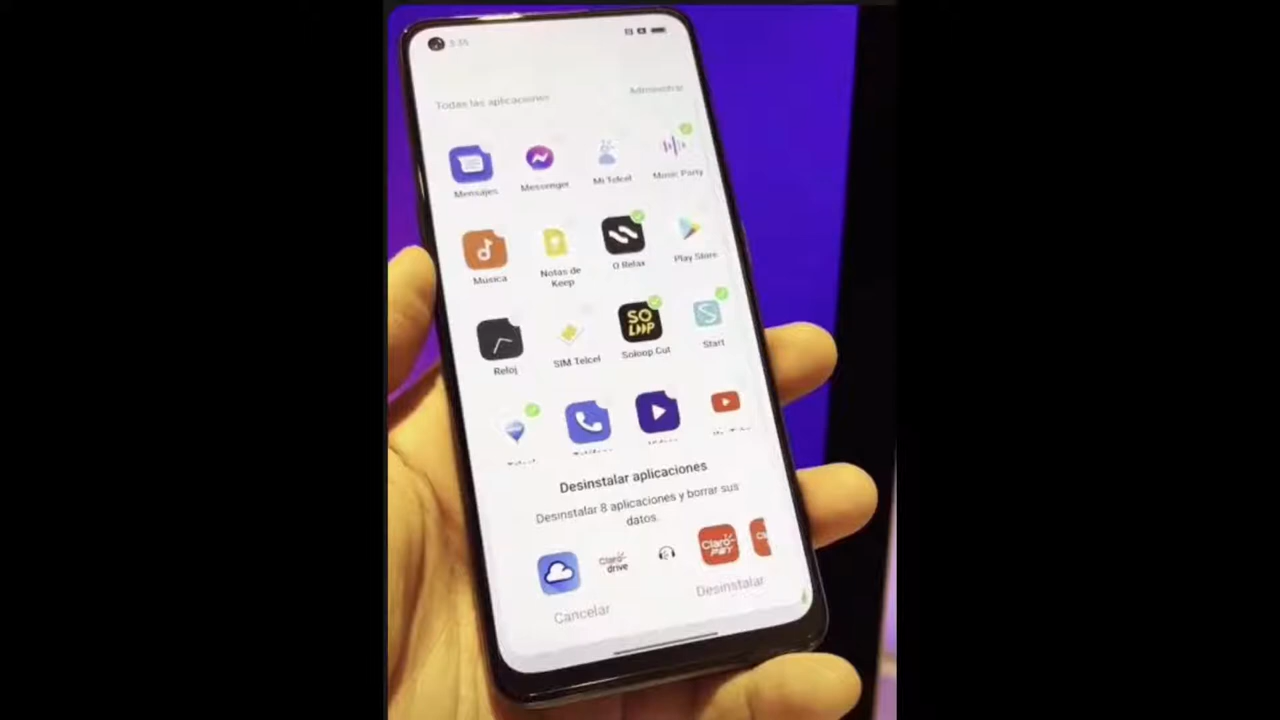 3:35
Todas las aplicaciones
Administrar
Mensajes
Messenger
Mi Telcel
Music Party
Música
Notas de
Keep
O Relax
Play Store
Reloj
SIM Telcel
SO
LOOP
Soloop Cut
Start
Desinstalar aplicaciones
Desinstalar 8 aplicaciones y borrar sus
datos.
Claro
drive
Claro
PAY
Cancelar
Desinstalar